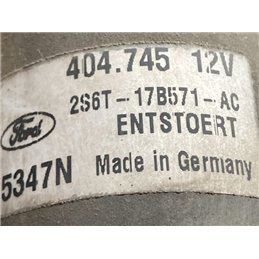 404.745 12V
2S6T-17B571-AC
Ford
ENTSTOERT
5347N Made in Germany